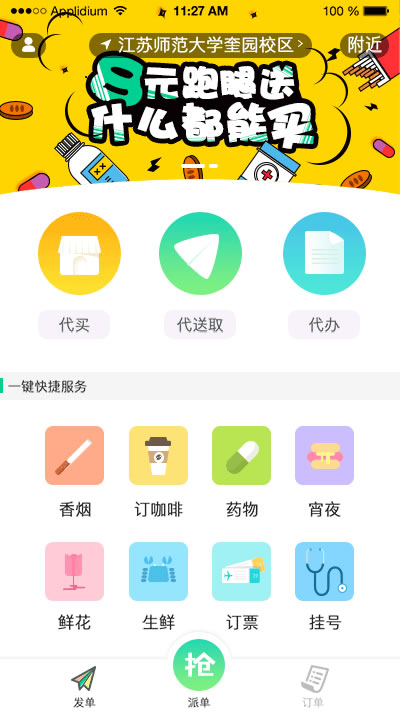 Applidium 11:27 AM 100 %
江苏师范大学奎园校区 附近
8元跑腿送
什么都能买
代买 代送取 代办
一键快捷服务
香烟 订咖啡 药物 宵夜
鲜花 生鲜 订票 挂号
抢
发单 派单 订单